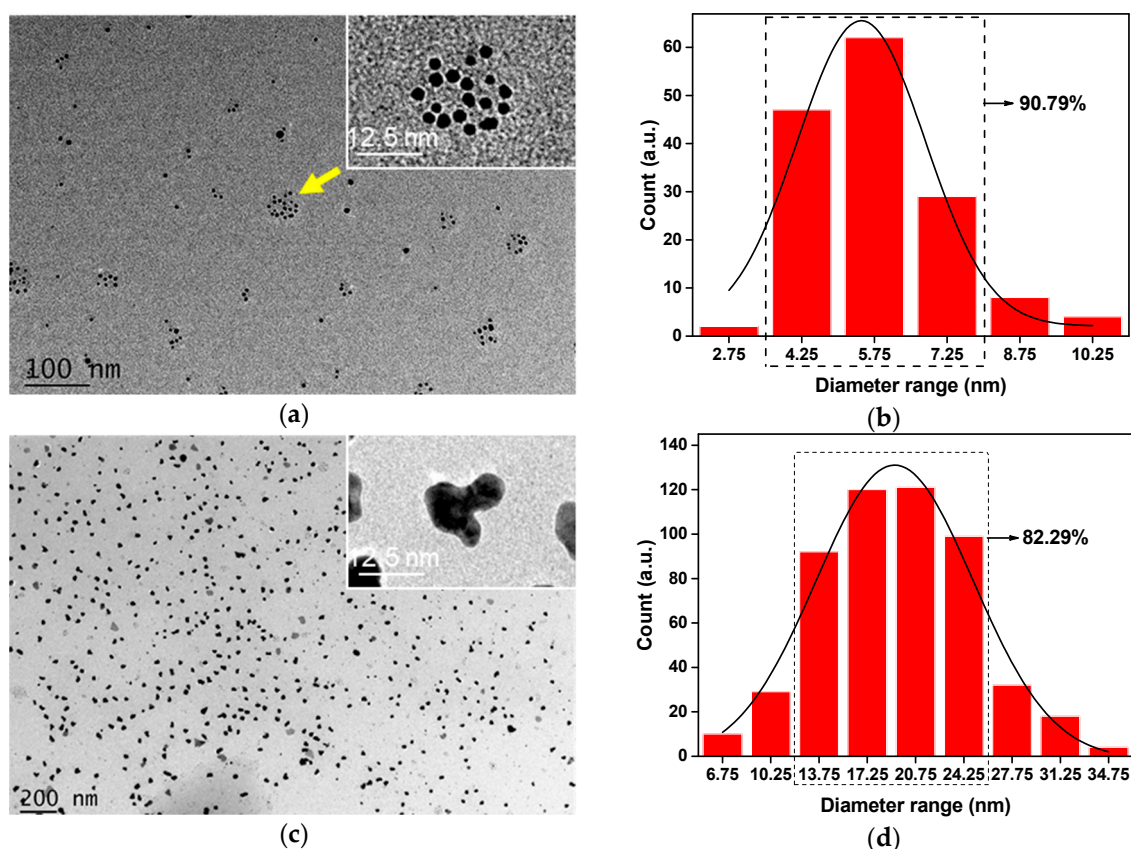 12.5 nm
100 nm
(a)
60
50
40
30
20
10
0
Count (a.u.)
90.79%
2.75 4.25 5.75 7.25 8.75 10.25
Diameter range (nm)
(b)
12.5 nm
200 nm
(c)
140
120
100
80
60
40
20
0
Count (a.u.)
82.29%
6.75 10.25 13.75 17.25 20.75 24.25 27.75 31.25 34.75
Diameter range (nm)
(d)